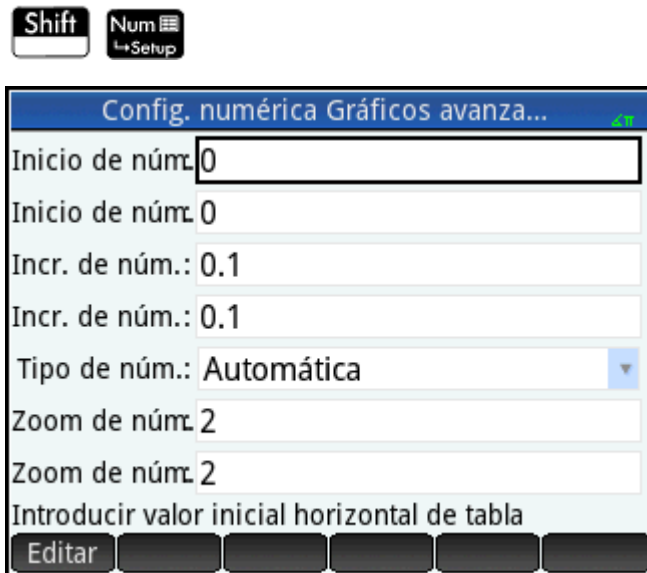 Shift Num
↪Setup
Config. numérica Gráficos avanza... ∡π
Inicio de núm.: 0
Inicio de núm.: 0
Incr. de núm.: 0.1
Incr. de núm.: 0.1
Tipo de núm.: Automática
Zoom de núm.: 2
Zoom de núm.: 2
Introducir valor inicial horizontal de tabla
Editar